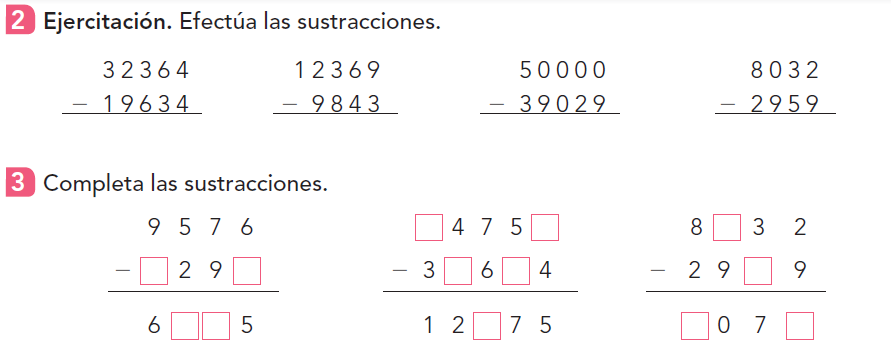 2 Ejercitación. Efectúa las sustracciones.
32364 12369 50000 8032
− 19634 − 9843 − 39029 − 2959
3 Completa las sustracciones.
9 5 7 6 □ 4 7 5 □ 8 □ 3 2
− □ 2 9 □ − 3 □ 6 □ 4 − 2 9 □ 9
6 □ □ 5 1 2 □ 7 5 □ 0 7 □